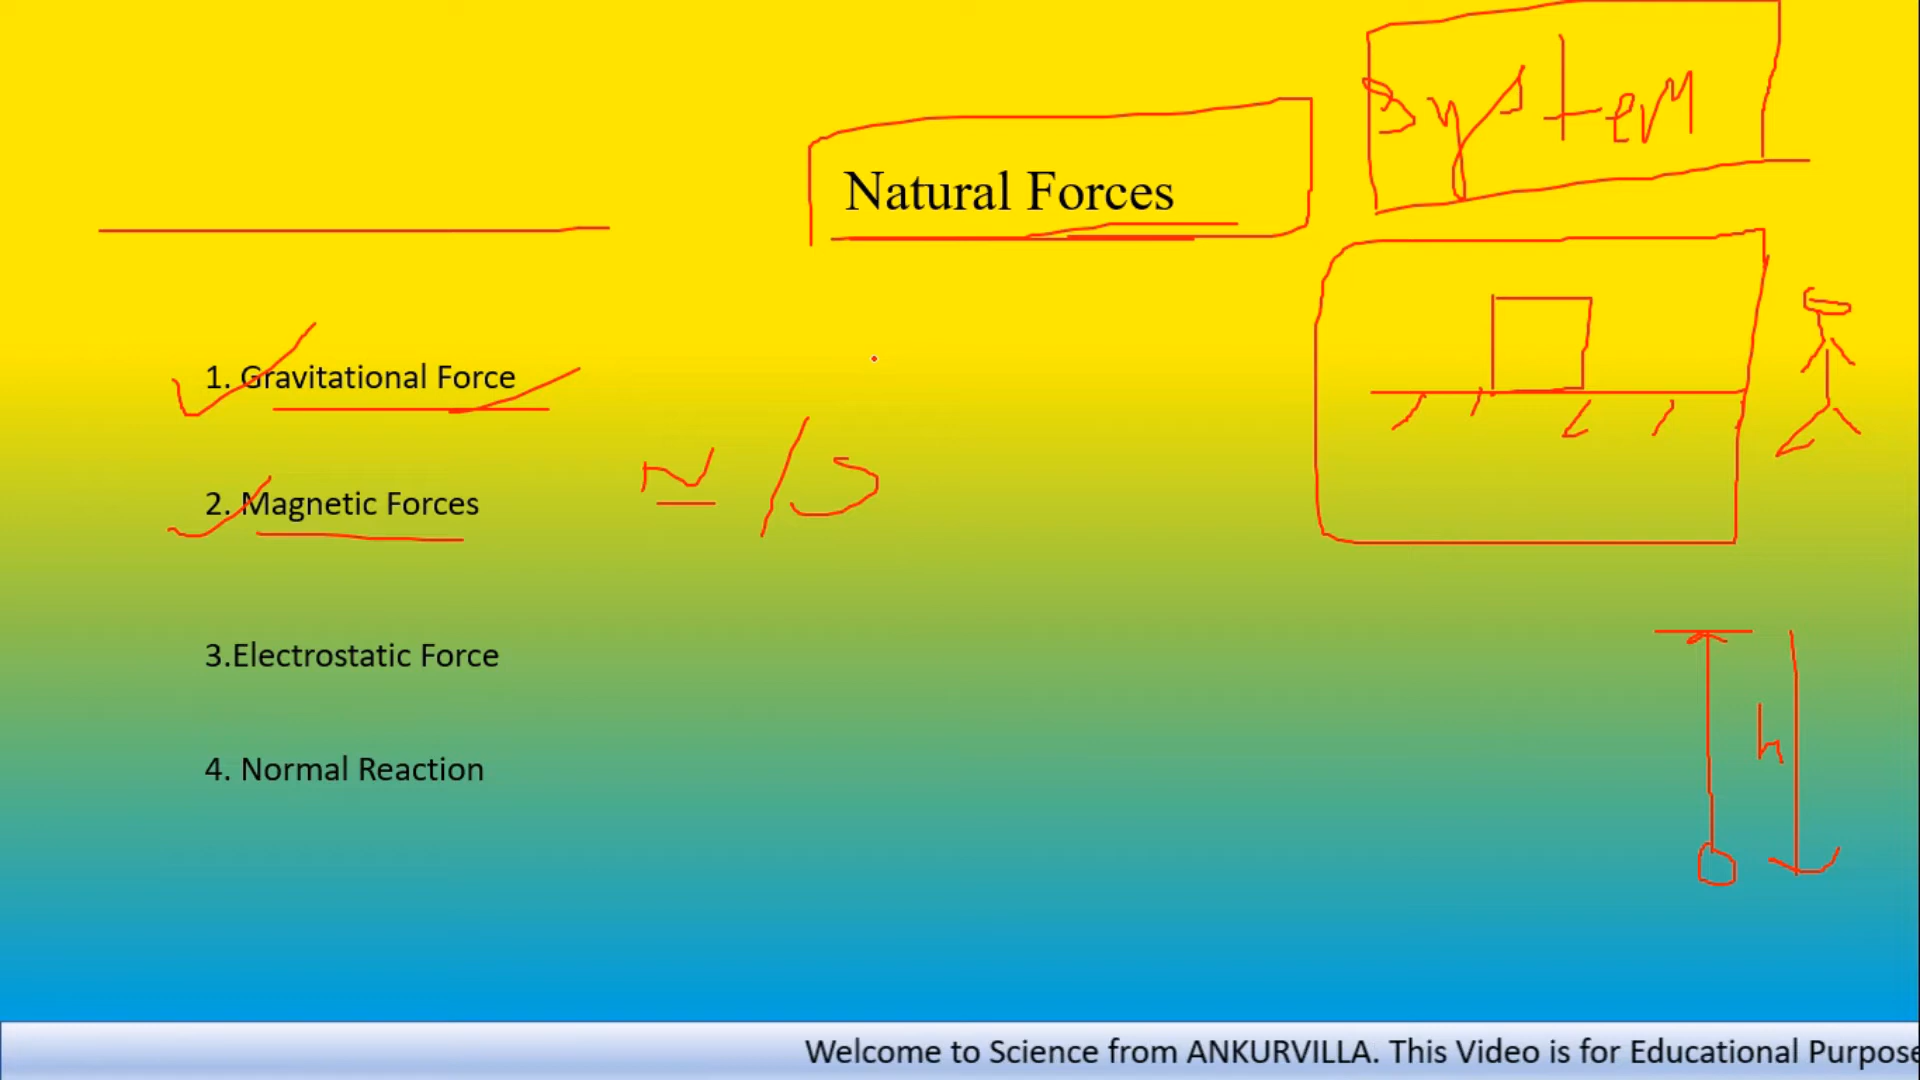 System
Natural Forces
1. Gravitational Force
2. Magnetic Forces
N/S
3.Electrostatic Force
4. Normal Reaction
h
Welcome to Science from ANKURVILLA. This Video is for Educational Purpose